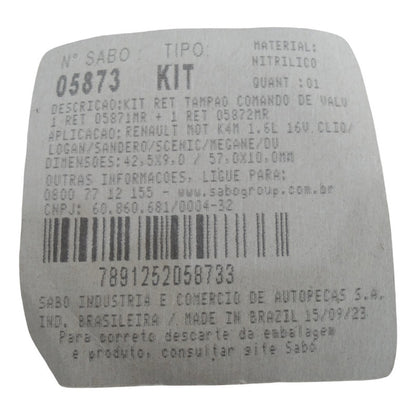 N° SABO TIPO MATERIAL:
05873 KIT NITRILICO
QUANT.:01
DESCRICAO:KIT RET TAMPAO COMANDO DE VALV
1 RET 05871MR + 1 RET 05872MR
APLICACAO:RENAULT MOT K4M 1.6L 16V CLIO/
LOGAN/SANDERO/SCENIC/MEGANE/DU
DIMENSOES:42,5X9,0 / 57,0X10,0MM
OUTRAS INFORMACOES, LIGUE PARA:
0800 77 12 155 - www.sabogroup.com.br
CNPJ: 60.860.681/0004-32
7891252058733
SABO INDUSTRIA E COMERCIO DE AUTOPECAS S.A.
IND. BRASILEIRA / MADE IN BRAZIL 15/09/23
Para correto descarte da embalagem
e produto, consultar site Sabó